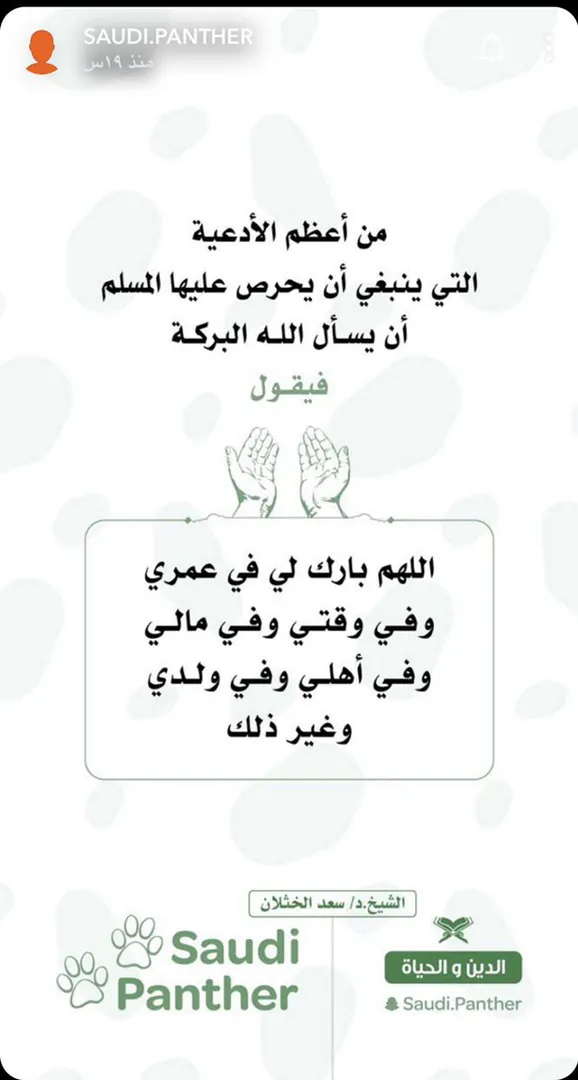 SAUDI.PANTHER
منذ ١٩س
من أعظم الأدعية
التي ينبغي أن يحرص عليها المسلم
أن يسأل الله البركة
فيقول
اللهم بارك لي في عمري
وفي وقتي وفي مالي
وفي أهلي وفي ولدي
وغير ذلك
الشيخ.د/ سعد الخثلان
Saudi
Panther
الدين و الحياة
Saudi.Panther